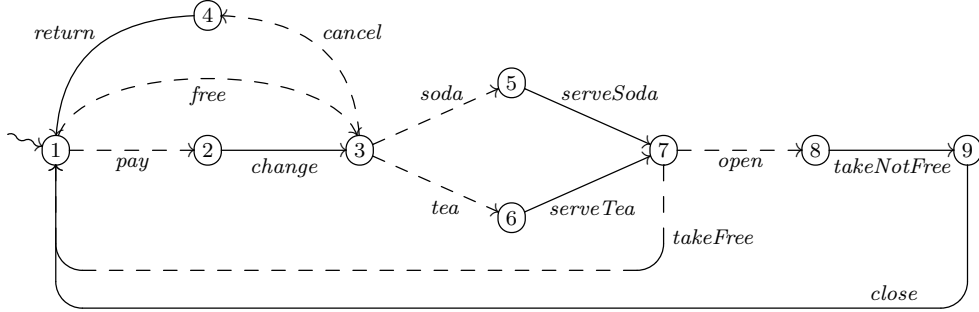 4
return
cancel
free
soda
5
serveSoda
1
pay
2
change
3
tea
6
serveTea
7
open
8
takeNotFree
9
takeFree
close